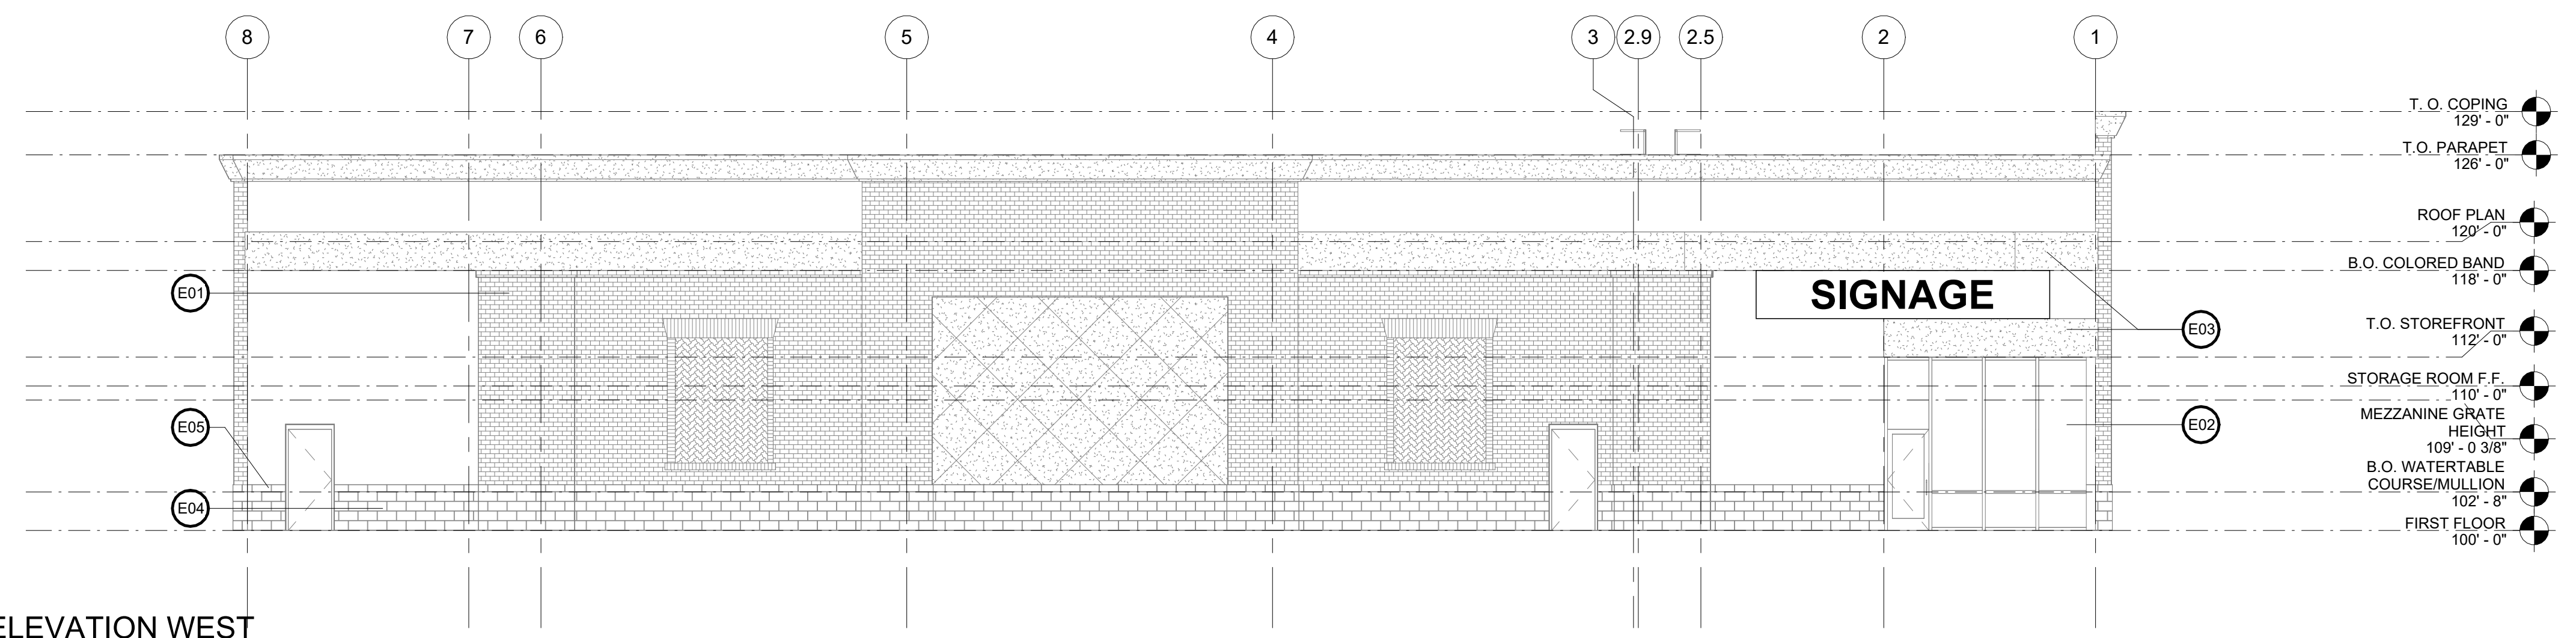 8 7 6 5 4 3 2.9 2.5 2 1
T. O. COPING
129' - 0"
T.O. PARAPET
126' - 0"
ROOF PLAN
120' - 0"
B.O. COLORED BAND
118' - 0"
E01
SIGNAGE
E03
T.O. STOREFRONT
112' - 0"
STORAGE ROOM F.F.
110' - 0"
MEZZANINE GRATE
HEIGHT
109' - 0 3/8"
E05
E02
B.O. WATERTABLE
COURSE/MULLION
102' - 8"
E04
FIRST FLOOR
100' - 0"
ELEVATION WEST